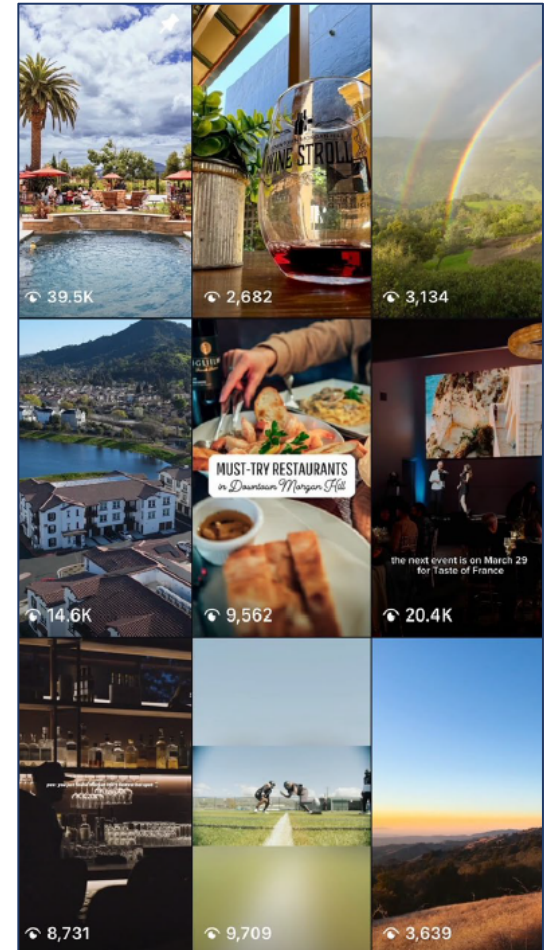 39.5K
WINE STROLL
2,682
3,134
14.6K
MUST-TRY RESTAURANTS
in Downtown Morgan Hill
9,562
the next event is on March 29
for Taste of France
20.4K
8,731
9,709
3,639